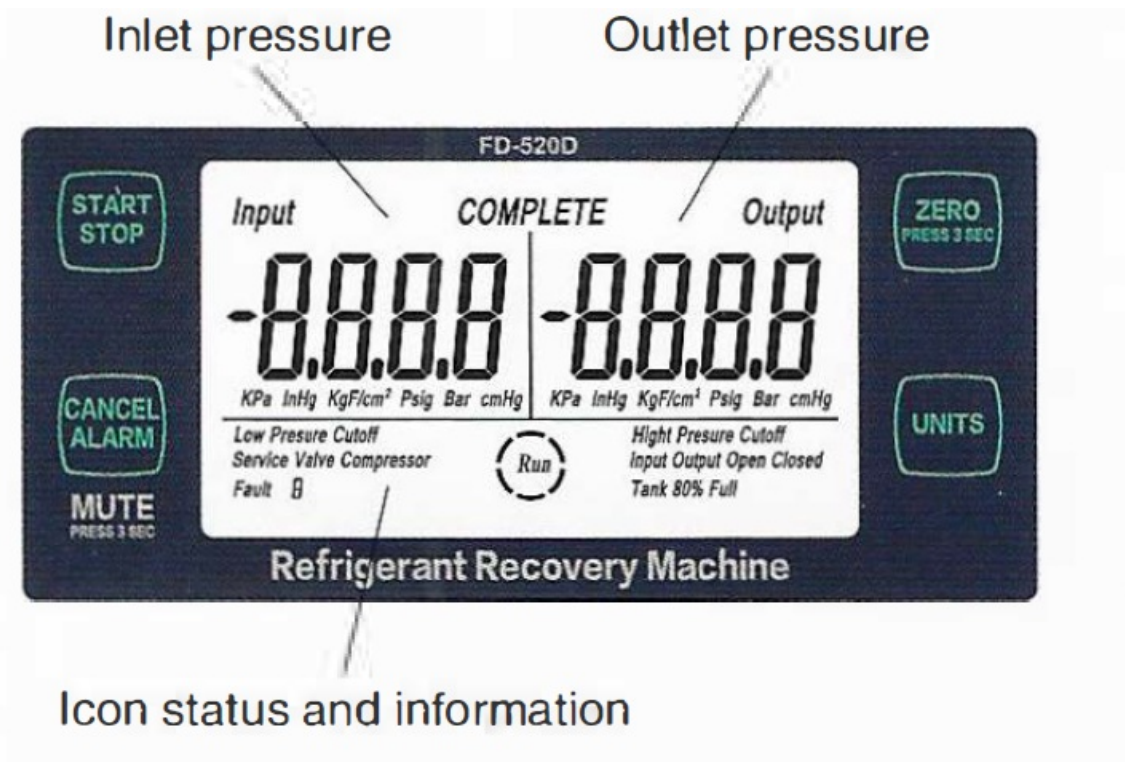 Inlet pressure
Outlet pressure
FD-520D
START
STOP
Input
COMPLETE
Output
ZERO
PRESS 3 SEC
-8.8.8.8
-8.8.8.8
KPa InHg KgF/cm² Psig Bar cmHg
KPa InHg KgF/cm² Psig Bar cmHg
CANCEL
ALARM
MUTE
PRESS 3 SEC
Low Presure Cutoff
Service Valve Compressor
Fault 8
Run
Hight Presure Cutoff
Input Output Open Closed
Tank 80% Full
UNITS
Refrigerant Recovery Machine
Icon status and information